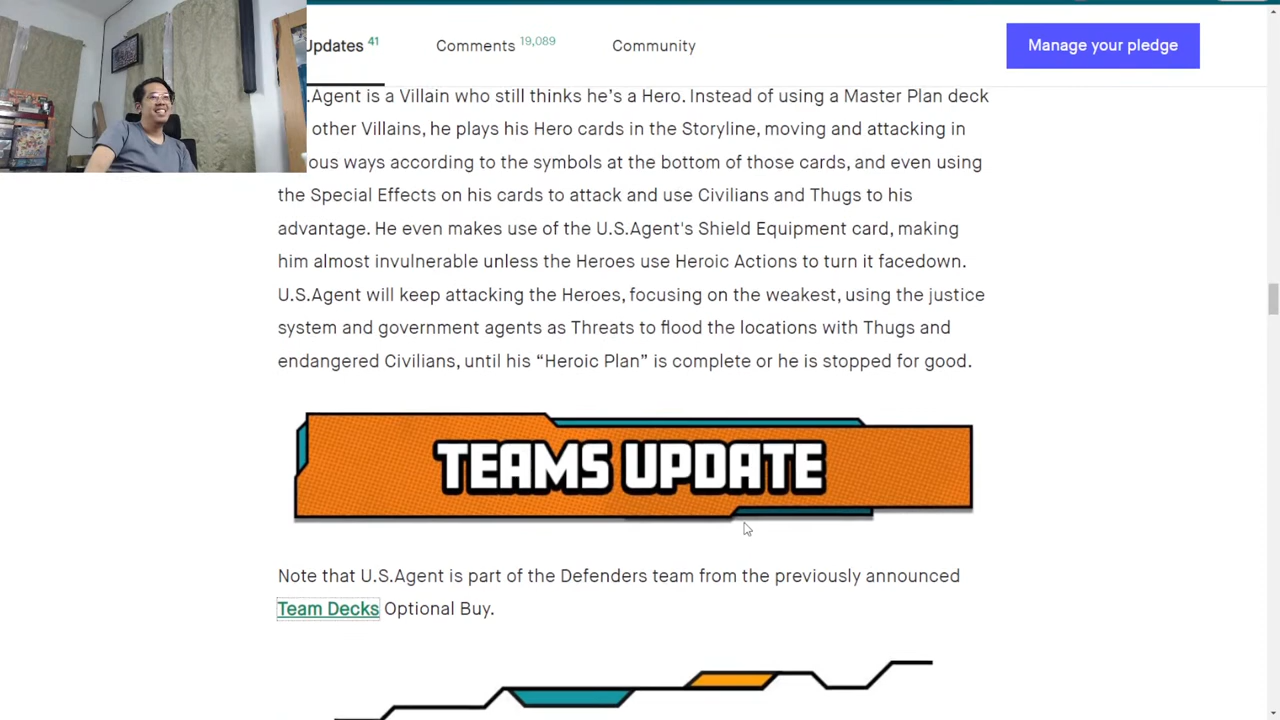 Updates 41
Comments 19,089
Community
Manage your pledge
.Agent is a Villain who still thinks he’s a Hero. Instead of using a Master Plan deck
other Villains, he plays his Hero cards in the Storyline, moving and attacking in
ous ways according to the symbols at the bottom of those cards, and even using
the Special Effects on his cards to attack and use Civilians and Thugs to his
advantage. He even makes use of the U.S.Agent's Shield Equipment card, making
him almost invulnerable unless the Heroes use Heroic Actions to turn it facedown.
U.S.Agent will keep attacking the Heroes, focusing on the weakest, using the justice
system and government agents as Threats to flood the locations with Thugs and
endangered Civilians, until his “Heroic Plan” is complete or he is stopped for good.
TEAMS UPDATE
Note that U.S.Agent is part of the Defenders team from the previously announced
Team Decks Optional Buy.